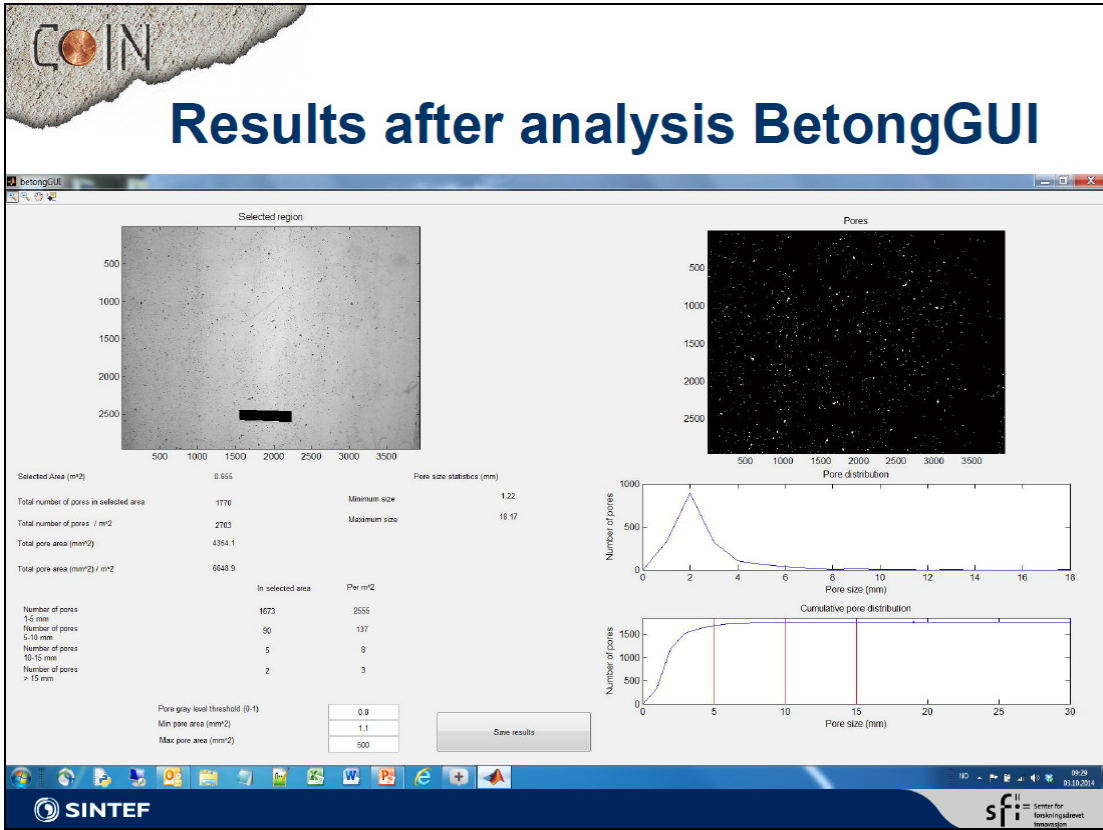 COIN
Results after analysis BetongGUI
betongGUI
Selected region
500
1000
1500
2000
2500
500 1000 1500 2000 2500 3000 3500
Pores
500
1000
1500
2000
2500
500 1000 1500 2000 2500 3000 3500
Selected Area (m^2) 0.655
Total number of pores in selected area 1770
Total number of pores / m^2 2703
Total pore area (mm^2) 4354.1
Total pore area (mm^2) / m^2 6648.9
Pore size statistics (mm)
Minimum size 1.22
Maximum size 18.17
In selected area Per m^2
Number of pores
1-5 mm 1673 2555
Number of pores
5-10 mm 90 137
Number of pores
10-15 mm 5 8
Number of pores
> 15 mm 2 3
Pore gray level threshold (0-1) 0.8
Min pore area (mm^2) 1.1
Max pore area (mm^2) 500
Save results
Pore distribution
Number of pores
1000
500
0
0 2 4 6 8 10 12 14 16 18
Pore size (mm)
Cumulative pore distribution
Number of pores
1500
1000
500
0
0 5 10 15 20 25 30
Pore size (mm)
NO
09:29
03.10.2014
SINTEF
sfi
Senter for
forskningsdrevet
innovasjon